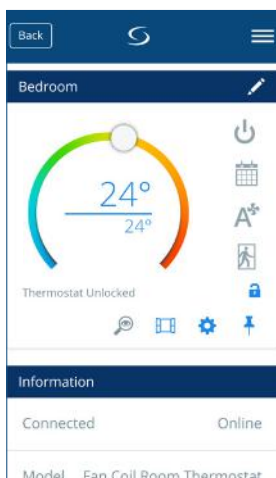 Back
Bedroom
24°
24°
A
Thermostat Unlocked
Information
Connected Online
Model Fan Coil Room Thermostat